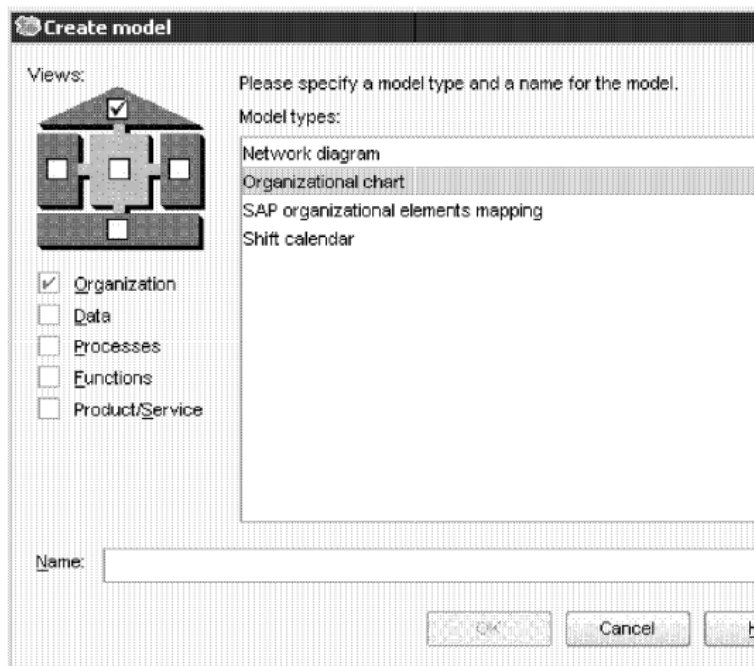 Create model
Views:
Please specify a model type and a name for the model.
Model types:
Network diagram
Organizational chart
SAP organizational elements mapping
Shift calendar
Organization
Data
Processes
Functions
Product/Service
Name:
OK Cancel H